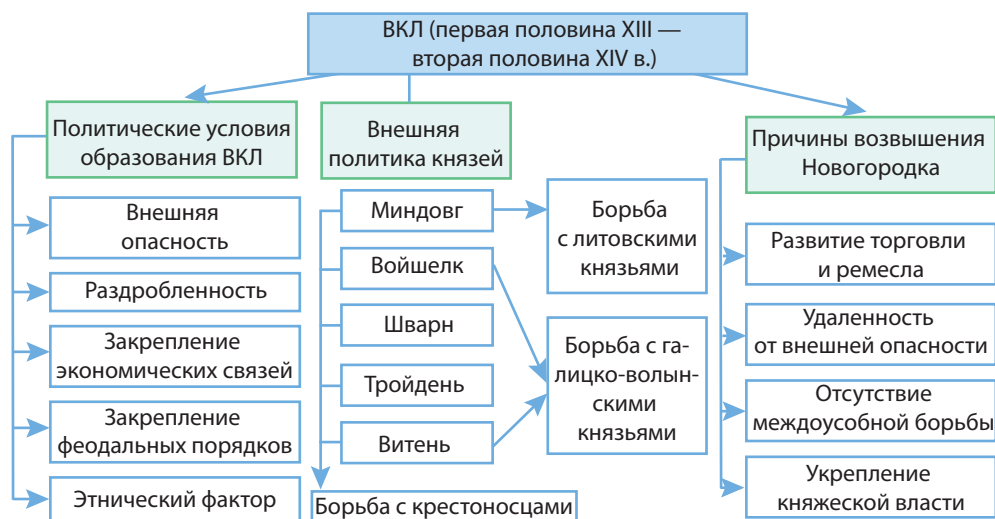 ВКЛ (первая половина XIII —
вторая половина XIV в.)
Политические условия
образования ВКЛ
Внешняя
опасность
Раздробленность
Закрепление
экономических связей
Закрепление
феодальных порядков
Этнический фактор
Внешняя
политика князей
Миндовг
Войшелк
Шварн
Тройдень
Витень
Борьба с крестоносцами
Борьба
с литовскими
князьями
Борьба с га-
лицко-волын-
скими
князьями
Причины возвышения
Новогородка
Развитие торговли
и ремесла
Удаленность
от внешней опасности
Отсутствие
междоусобной борьбы
Укрепление
княжеской власти